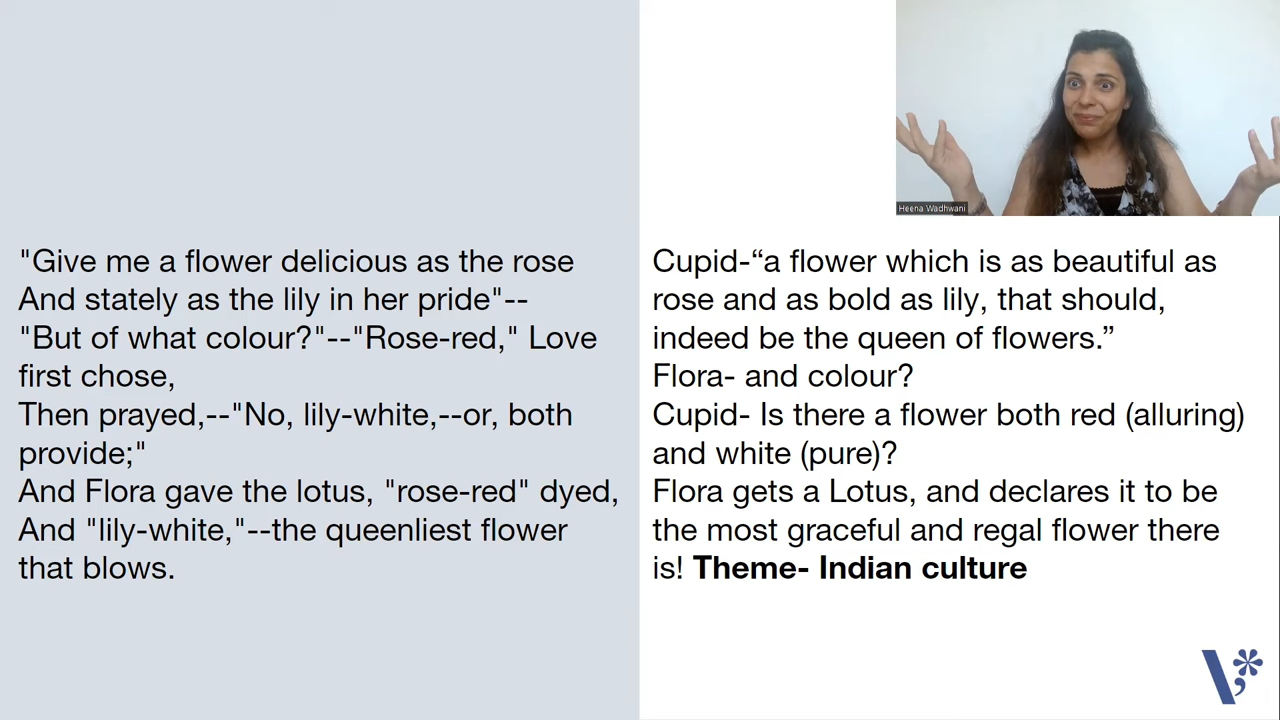 Heena Wadhwani
"Give me a flower delicious as the rose
And stately as the lily in her pride"--
"But of what colour?"--"Rose-red," Love
first chose,
Then prayed,--"No, lily-white,--or, both
provide;"
And Flora gave the lotus, "rose-red" dyed,
And "lily-white,"--the queenliest flower
that blows.
Cupid-“a flower which is as beautiful as
rose and as bold as lily, that should,
indeed be the queen of flowers.”
Flora- and colour?
Cupid- Is there a flower both red (alluring)
and white (pure)?
Flora gets a Lotus, and declares it to be
the most graceful and regal flower there
is! Theme- Indian culture